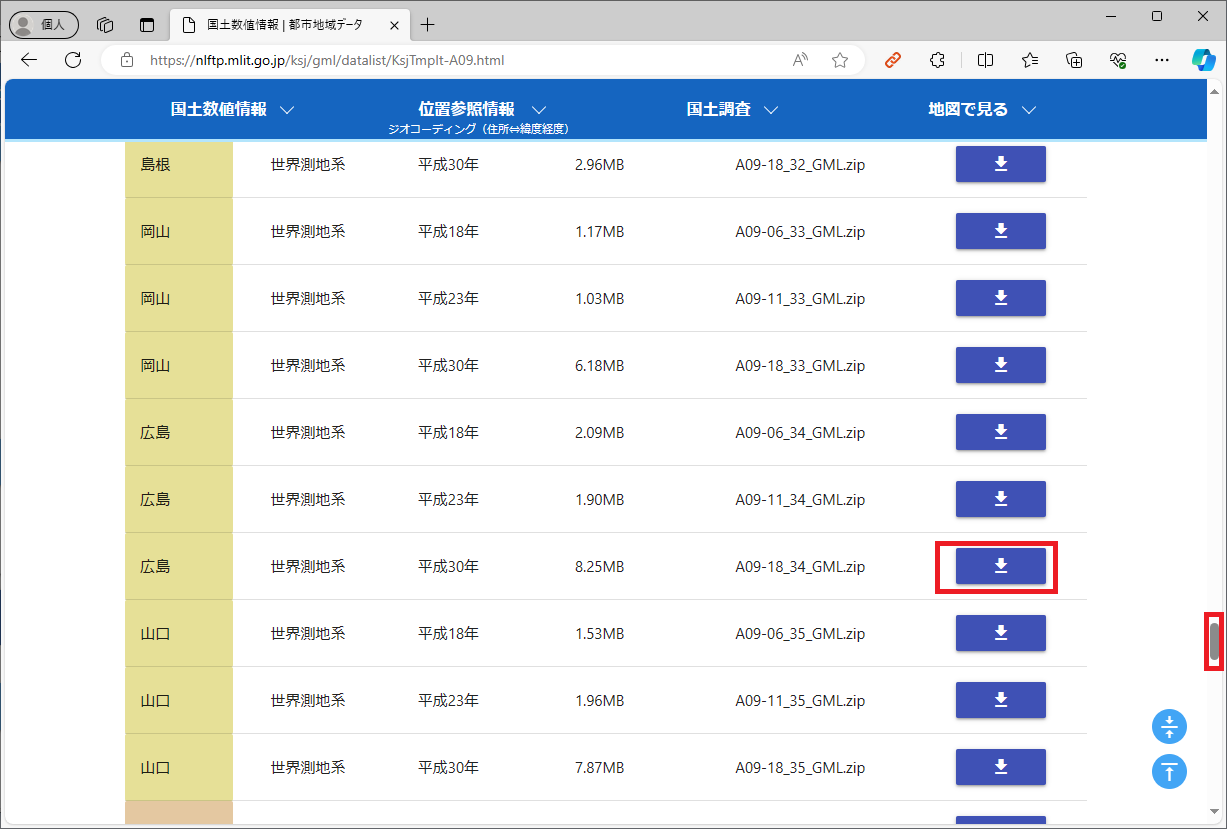 個人
国土数値情報 | 都市地域データ
https://nlftp.mlit.go.jp/ksj/gml/datalist/KsjTmplt-A09.html
国土数値情報 位置参照情報 国土調査 地図で見る
ジオコーディング（住所⇔緯度経度）
島根 世界測地系 平成30年 2.96MB A09-18_32_GML.zip
岡山 世界測地系 平成18年 1.17MB A09-06_33_GML.zip
岡山 世界測地系 平成23年 1.03MB A09-11_33_GML.zip
岡山 世界測地系 平成30年 6.18MB A09-18_33_GML.zip
広島 世界測地系 平成18年 2.09MB A09-06_34_GML.zip
広島 世界測地系 平成23年 1.90MB A09-11_34_GML.zip
広島 世界測地系 平成30年 8.25MB A09-18_34_GML.zip
山口 世界測地系 平成18年 1.53MB A09-06_35_GML.zip
山口 世界測地系 平成23年 1.96MB A09-11_35_GML.zip
山口 世界測地系 平成30年 7.87MB A09-18_35_GML.zip